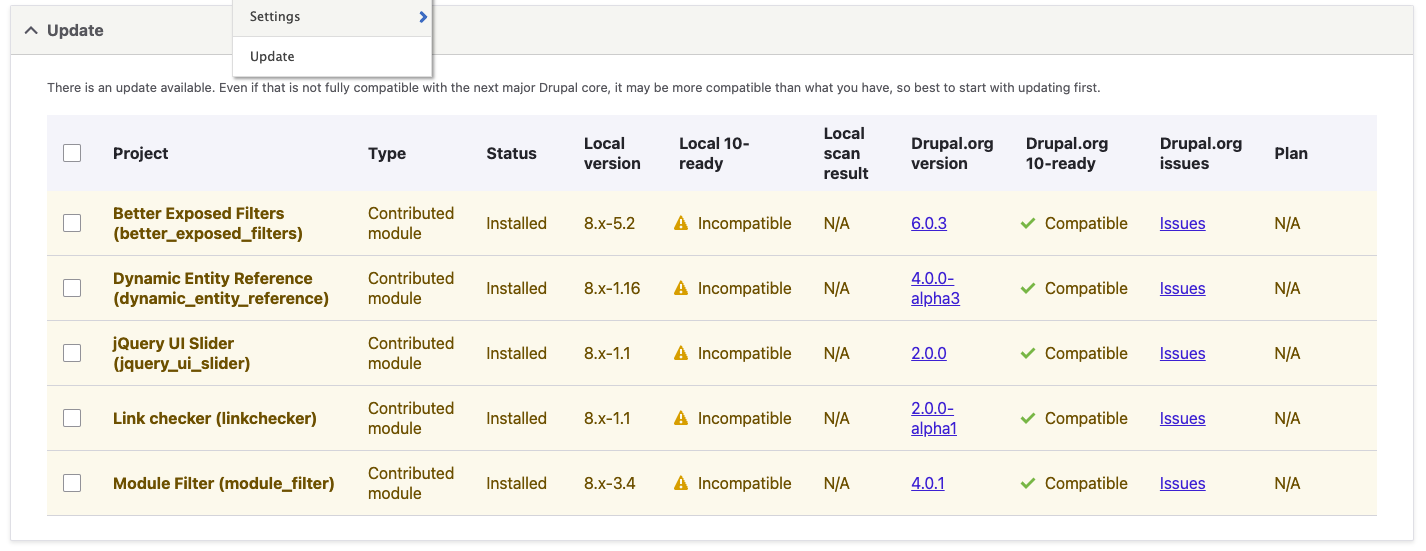 Settings
Update
Update
There is an update available. Even if that is not fully compatible with the next major Drupal core, it may be more compatible than what you have, so best to start with updating first.
Project Type Status Local version Local 10-ready Local scan result Drupal.org version Drupal.org 10-ready Drupal.org issues Plan
Better Exposed Filters (better_exposed_filters) Contributed module Installed 8.x-5.2 Incompatible N/A 6.0.3 Compatible Issues N/A
Dynamic Entity Reference (dynamic_entity_reference) Contributed module Installed 8.x-1.16 Incompatible N/A 4.0.0-alpha3 Compatible Issues N/A
jQuery UI Slider (jquery_ui_slider) Contributed module Installed 8.x-1.1 Incompatible N/A 2.0.0 Compatible Issues N/A
Link checker (linkchecker) Contributed module Installed 8.x-1.1 Incompatible N/A 2.0.0-alpha1 Compatible Issues N/A
Module Filter (module_filter) Contributed module Installed 8.x-3.4 Incompatible N/A 4.0.1 Compatible Issues N/A